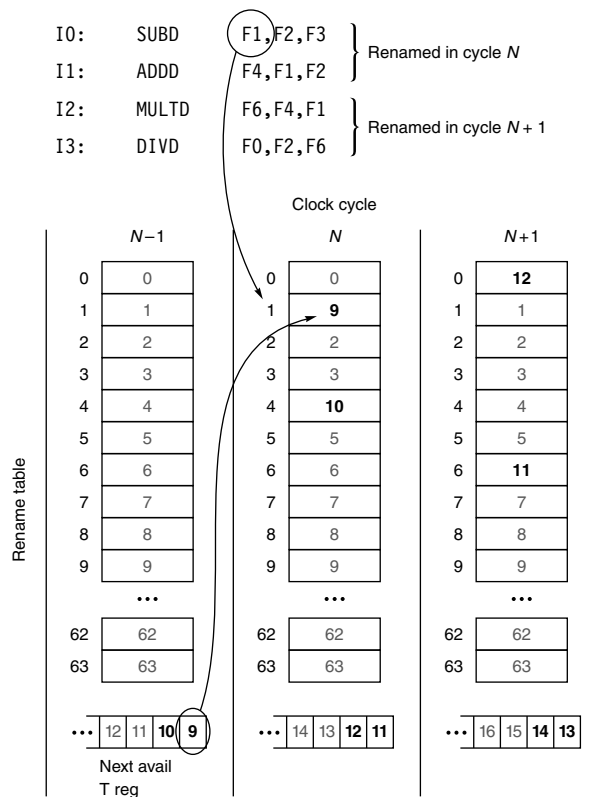 I0: SUBD F1,F2,F3
Renamed in cycle N
I1: ADDD F4,F1,F2
I2: MULTD F6,F4,F1
Renamed in cycle N + 1
I3: DIVD F0,F2,F6
Clock cycle
N–1 N N+1
0 0 0 0 0 12
1 1 1 9 1 1
2 2 2 2 2 2
3 3 3 3 3 3
4 4 4 10 4 4
5 5 5 5 5 5
6 6 6 6 6 11
7 7 7 7 7 7
8 8 8 8 8 8
9 9 9 9 9 9
... ... ...
62 62 62 62 62 62
63 63 63 63 63 63
... 12 11 10 9 ... 14 13 12 11 ... 16 15 14 13
Next avail
T reg
Rename table